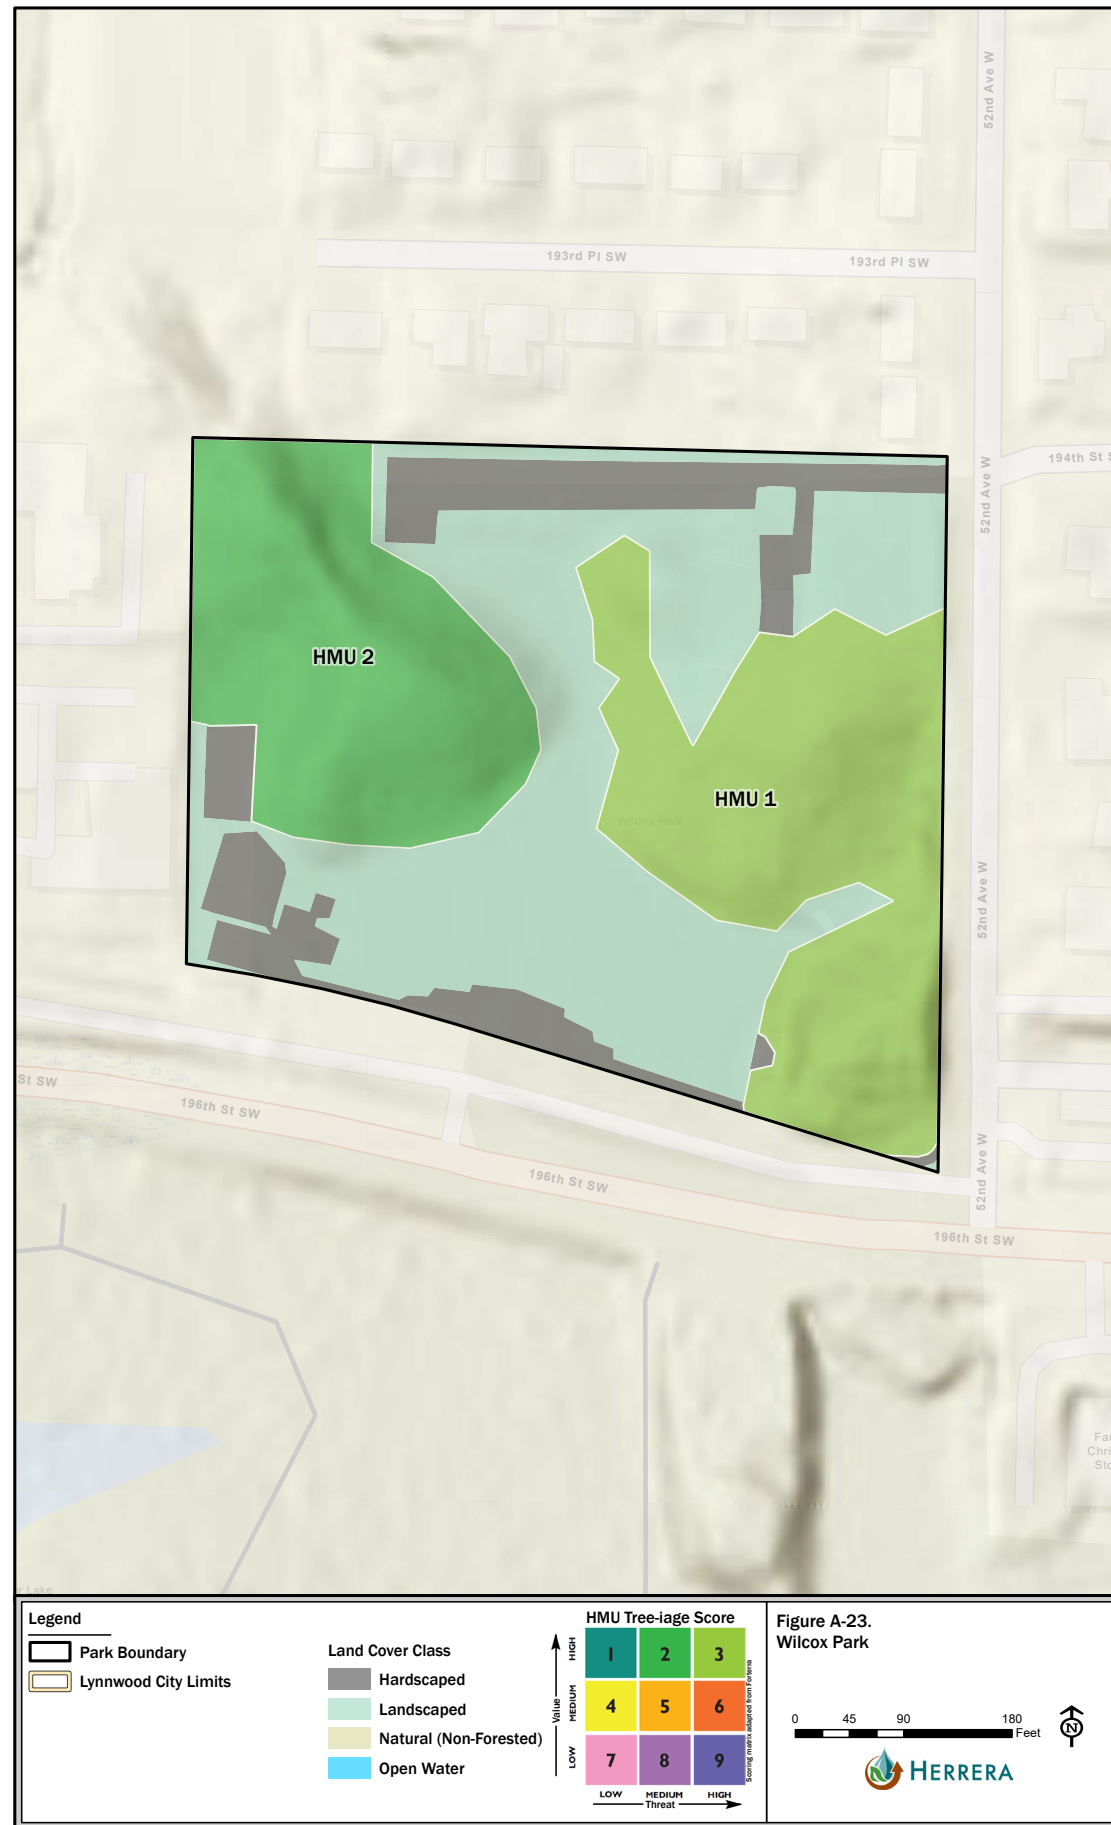 52nd Ave W
193rd Pl SW
193rd Pl SW
194th St S
52nd Ave W
HMU 2
HMU 1
Wilcox Park
52nd Ave W
St SW
196th St SW
196th St SW
52nd Ave W
196th St SW
Fa
Chri
Sto
r Lake
Legend
Park Boundary
Lynnwood City Limits
Land Cover Class
Hardscaped
Landscaped
Natural (Non-Forested)
Open Water
HMU Tree-iage Score
Value
HIGH
MEDIUM
LOW
1 2 3
4 5 6
7 8 9
LOW MEDIUM HIGH
Threat
Scoring matrix adapted from Forterra
Figure A-23.
Wilcox Park
0 45 90 180
Feet
N
HERRERA